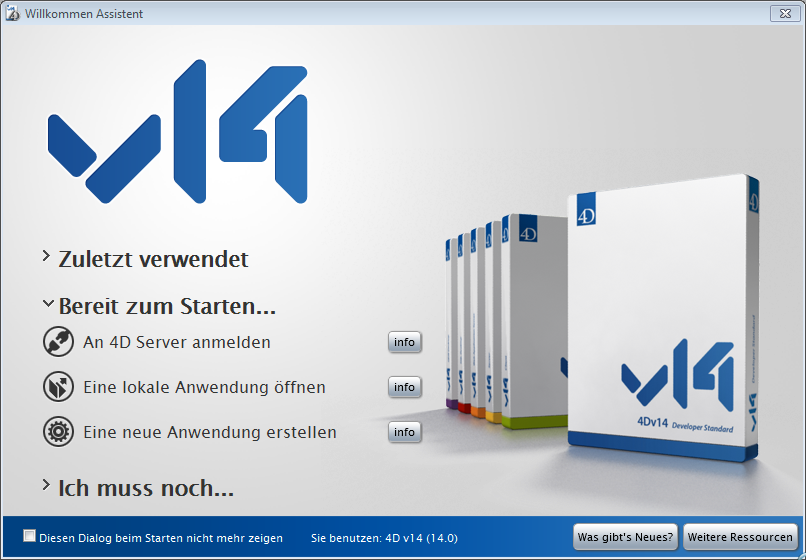 Willkommen Assistent
v14
Zuletzt verwendet
Bereit zum Starten...
An 4D Server anmelden
info
Eine lokale Anwendung öffnen
info
Eine neue Anwendung erstellen
info
Ich muss noch...
4D
4D
4D
v14
4Dv14 Developer Standard
v14
Developer Standard
Diesen Dialog beim Starten nicht mehr zeigen
Sie benutzen: 4D v14 (14.0)
Was gibt's Neues?
Weitere Ressourcen